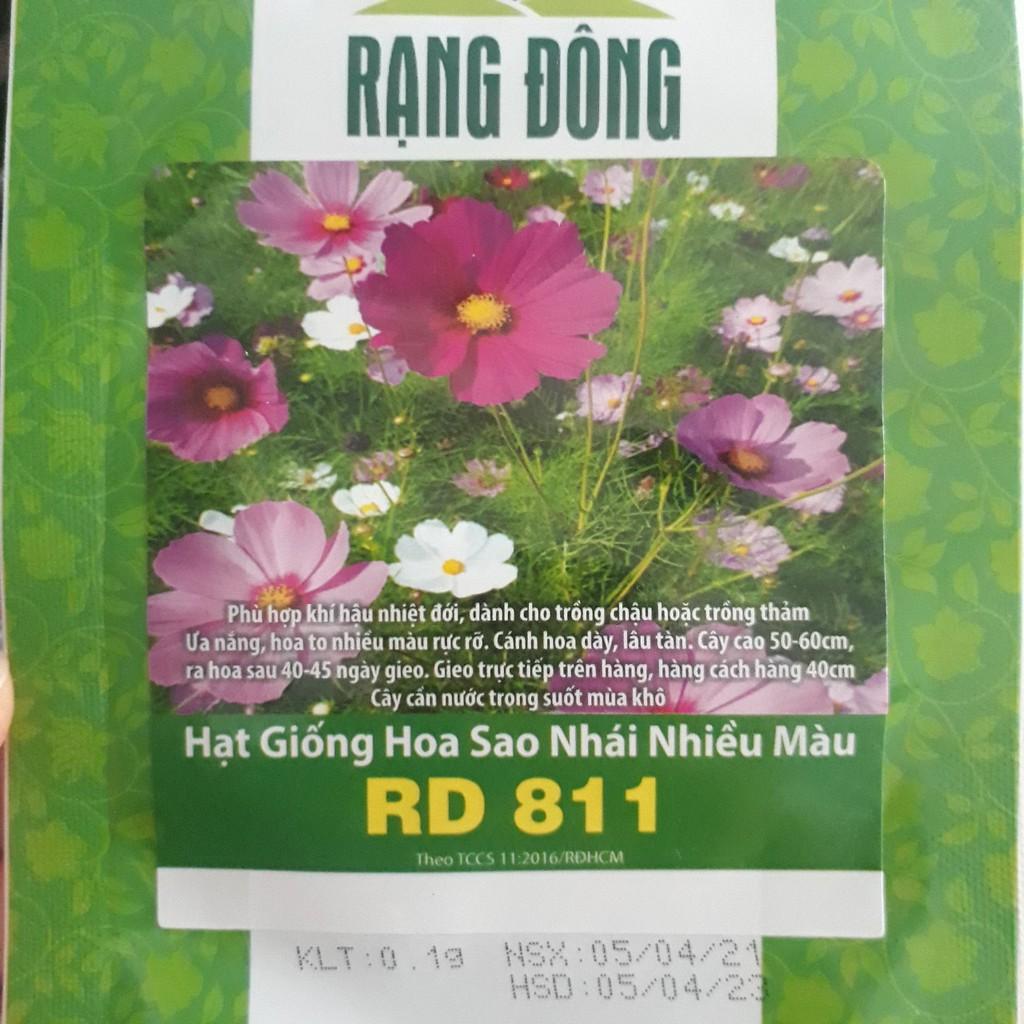 RẠNG ĐÔNG
Phù hợp khí hậu nhiệt đới, dành cho trồng chậu hoặc trồng thảm
Ưa nắng, hoa to nhiều màu rực rỡ. Cánh hoa dày, lâu tàn. Cây cao 50-60cm,
ra hoa sau 40-45 ngày gieo. Gieo trực tiếp trên hàng, hàng cách hàng 40cm
Cây cần nước trong suốt mùa khô
Hạt Giống Hoa Sao Nhái Nhiều Màu
RD 811
Theo TCCS 11:2016/RĐHCM
KLT:0.1g NSX:05/04/21
HSD:05/04/23